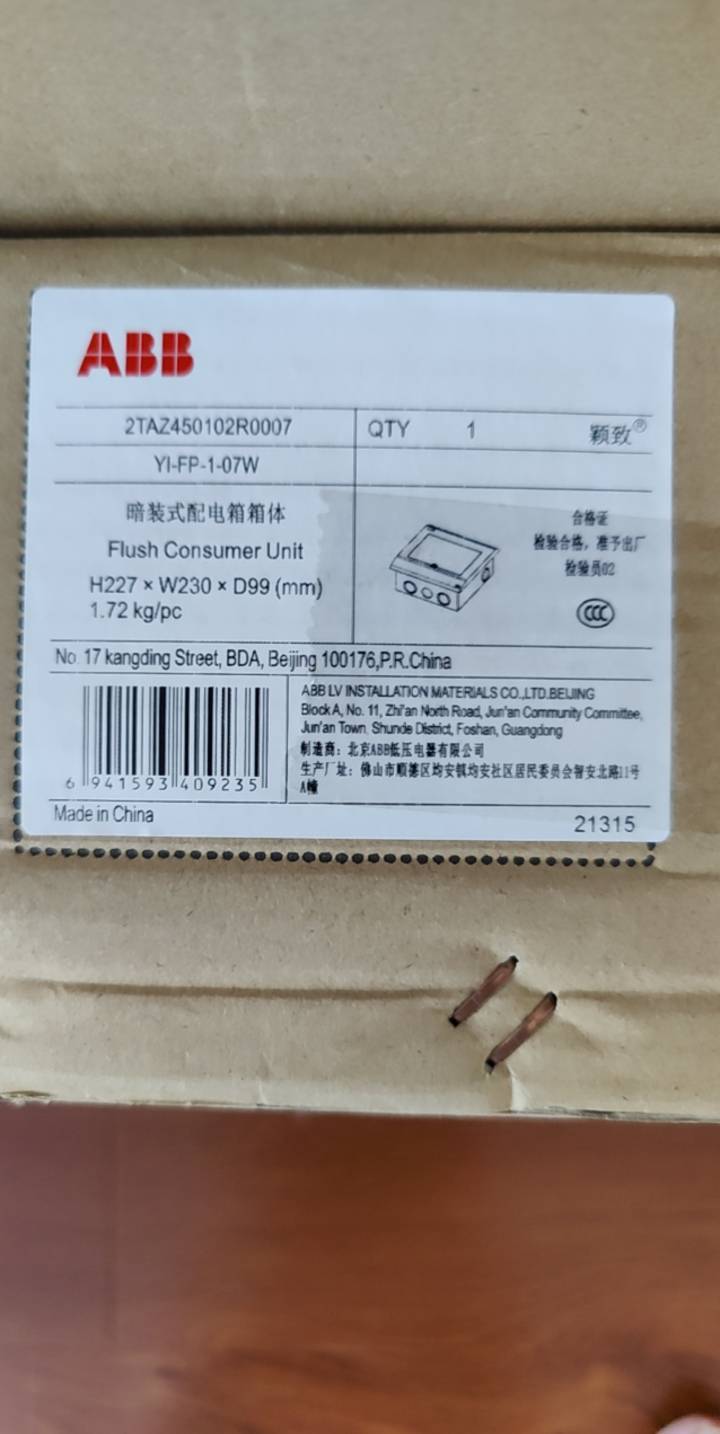 ABB
2TAZ450102R0007
QTY 1
颖致®
YI-FP-1-07W
暗装式配电箱箱体
Flush Consumer Unit
H227 × W230 × D99 (mm)
1.72 kg/pc
合格证
检验合格，准予出厂
检验员02
CCC
No. 17 kangding Street, BDA, Beijing 100176,P.R.China
6 941593 409235
ABB LV INSTALLATION MATERIALS CO.,LTD.BEIJING
Block A, No. 11, Zhi'an North Road, Jun'an Community Committee,
Jun'an Town, Shunde District, Foshan, Guangdong
制造商：北京ABB低压电器有限公司
生产厂址：佛山市顺德区均安镇均安社区居民委员会智安北路11号
A幢
Made in China
21315